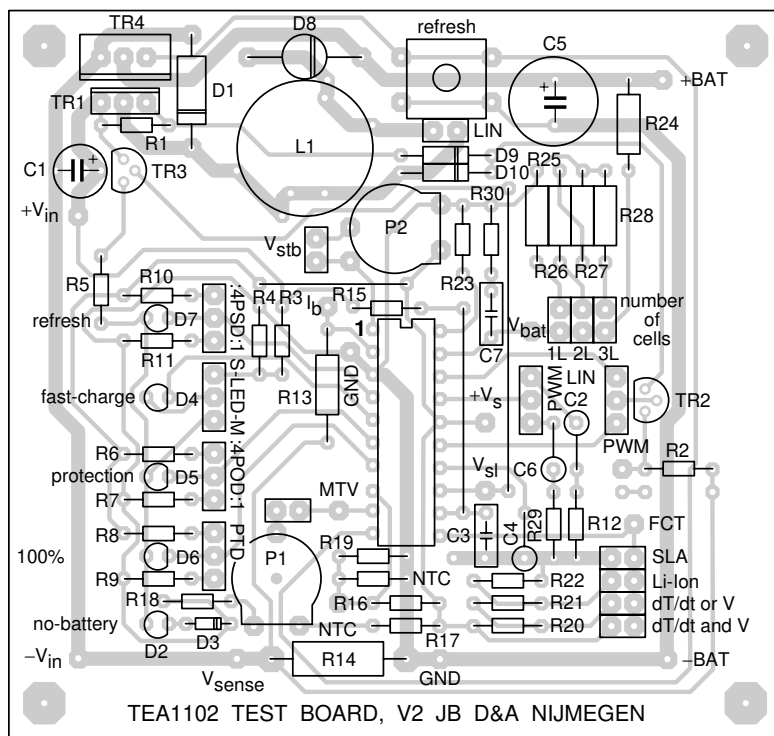 TR4
D8
refresh
C5
+BAT
D1
TR1
R24
LIN
R1
L1
D9
R25
D10
C1
TR3
R30
+Vin
P2
R28
Vstb
R26
R27
R23
R5
R10
:4PSD:1 S-LED-M:4POD:1 PTD
R4
R3
Ib
R15
number
of
cells
refresh
D7
1
Vbat
C7
R11
1L 2L 3L
GND
PWM
LIN
fast-charge
D4
R13
+Vs
C2
TR2
R6
PWM
protection
D5
Vsl
C6
R2
R7
MTV
R8
C3
C4
R29
R12
FCT
R19
100%
D6
P1
SLA
R9
NTC
R22
Li-Ion
R18
R16
R21
dT/dt or V
no-battery
D2
D3
NTC
R17
R20
dT/dt and V
−Vin
R14
−BAT
Vsense
GND
TEA1102 TEST BOARD, V2 JB D&A NIJMEGEN